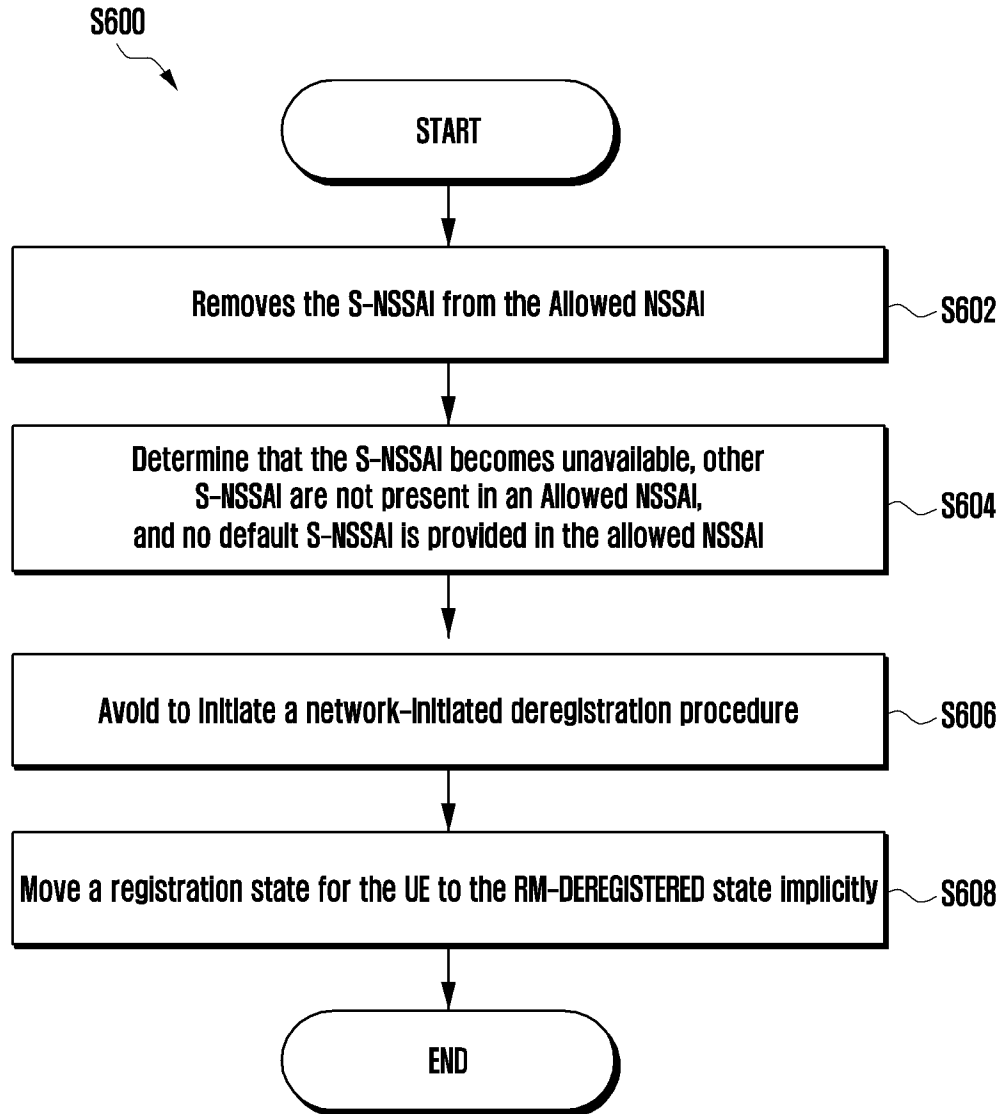 S600
START
Removes the S-NSSAI from the Allowed NSSAI
S602
Determine that the S-NSSAI becomes unavailable, other
S-NSSAI are not present in an Allowed NSSAI,
and no default S-NSSAI is provided in the allowed NSSAI
S604
Avoid to initiate a network-initiated deregistration procedure
S606
Move a registration state for the UE to the RM-DEREGISTERED state implicitly
S608
END